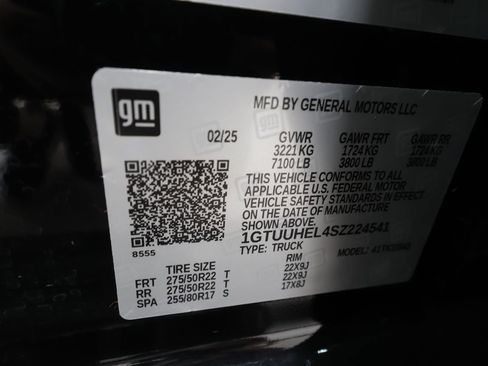 gm
MFD BY GENERAL MOTORS LLC
02/25 GVWR GAWR FRT GAWR RR
3221 KG 1724 KG 1724 KG
7100 LB 3800 LB 3800 LB
THIS VEHICLE CONFORMS TO ALL
APPLICABLE U.S. FEDERAL MOTOR
VEHICLE SAFETY STANDARDS IN EFFECT
ON THE DATE OF MANUFACTURE
SHOWN ABOVE.
1GTUUHEL4SZ224541
8555
TYPE: TRUCK MODEL:
TIRE SIZE RIM
FRT 275/50R22 T 22X9J
RR 275/50R22 T 22X9J
SPA 255/80R17 S 17X8J